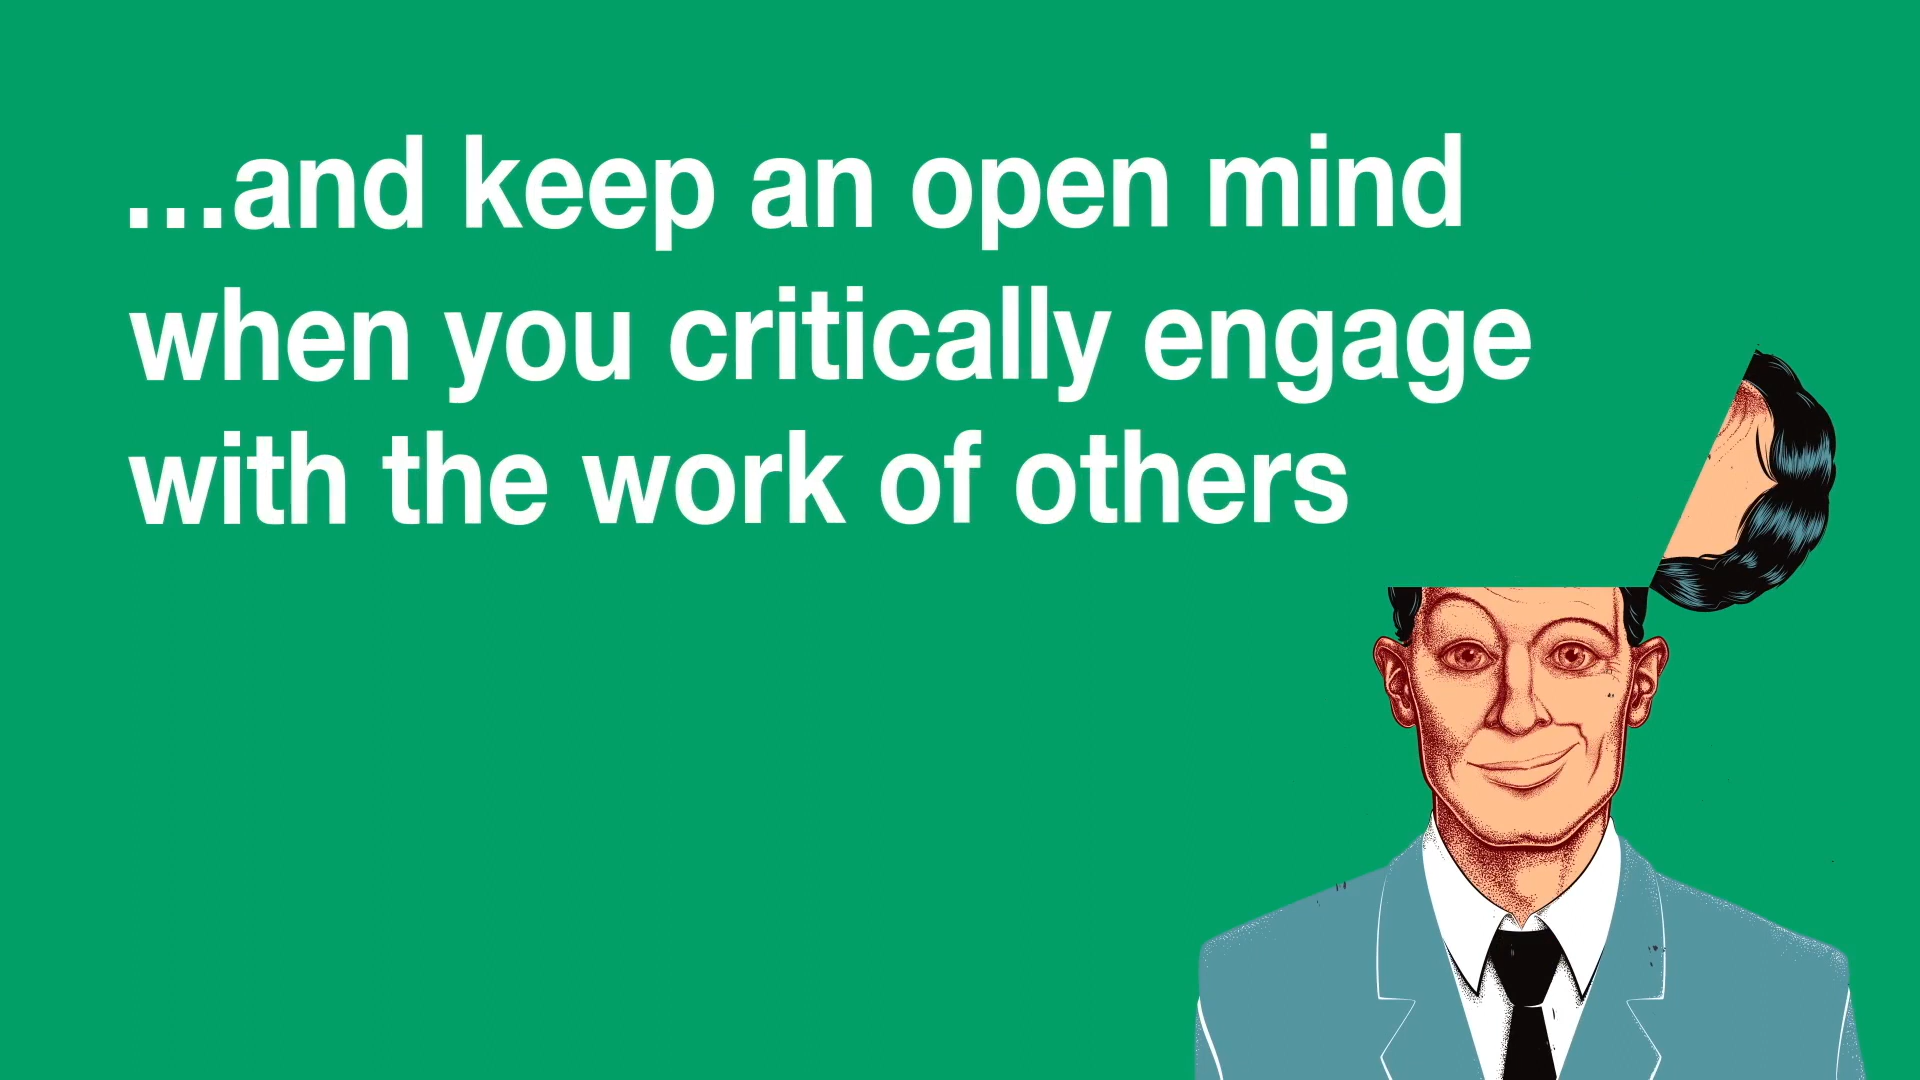 ...and keep an open mind
when you critically engage
with the work of others